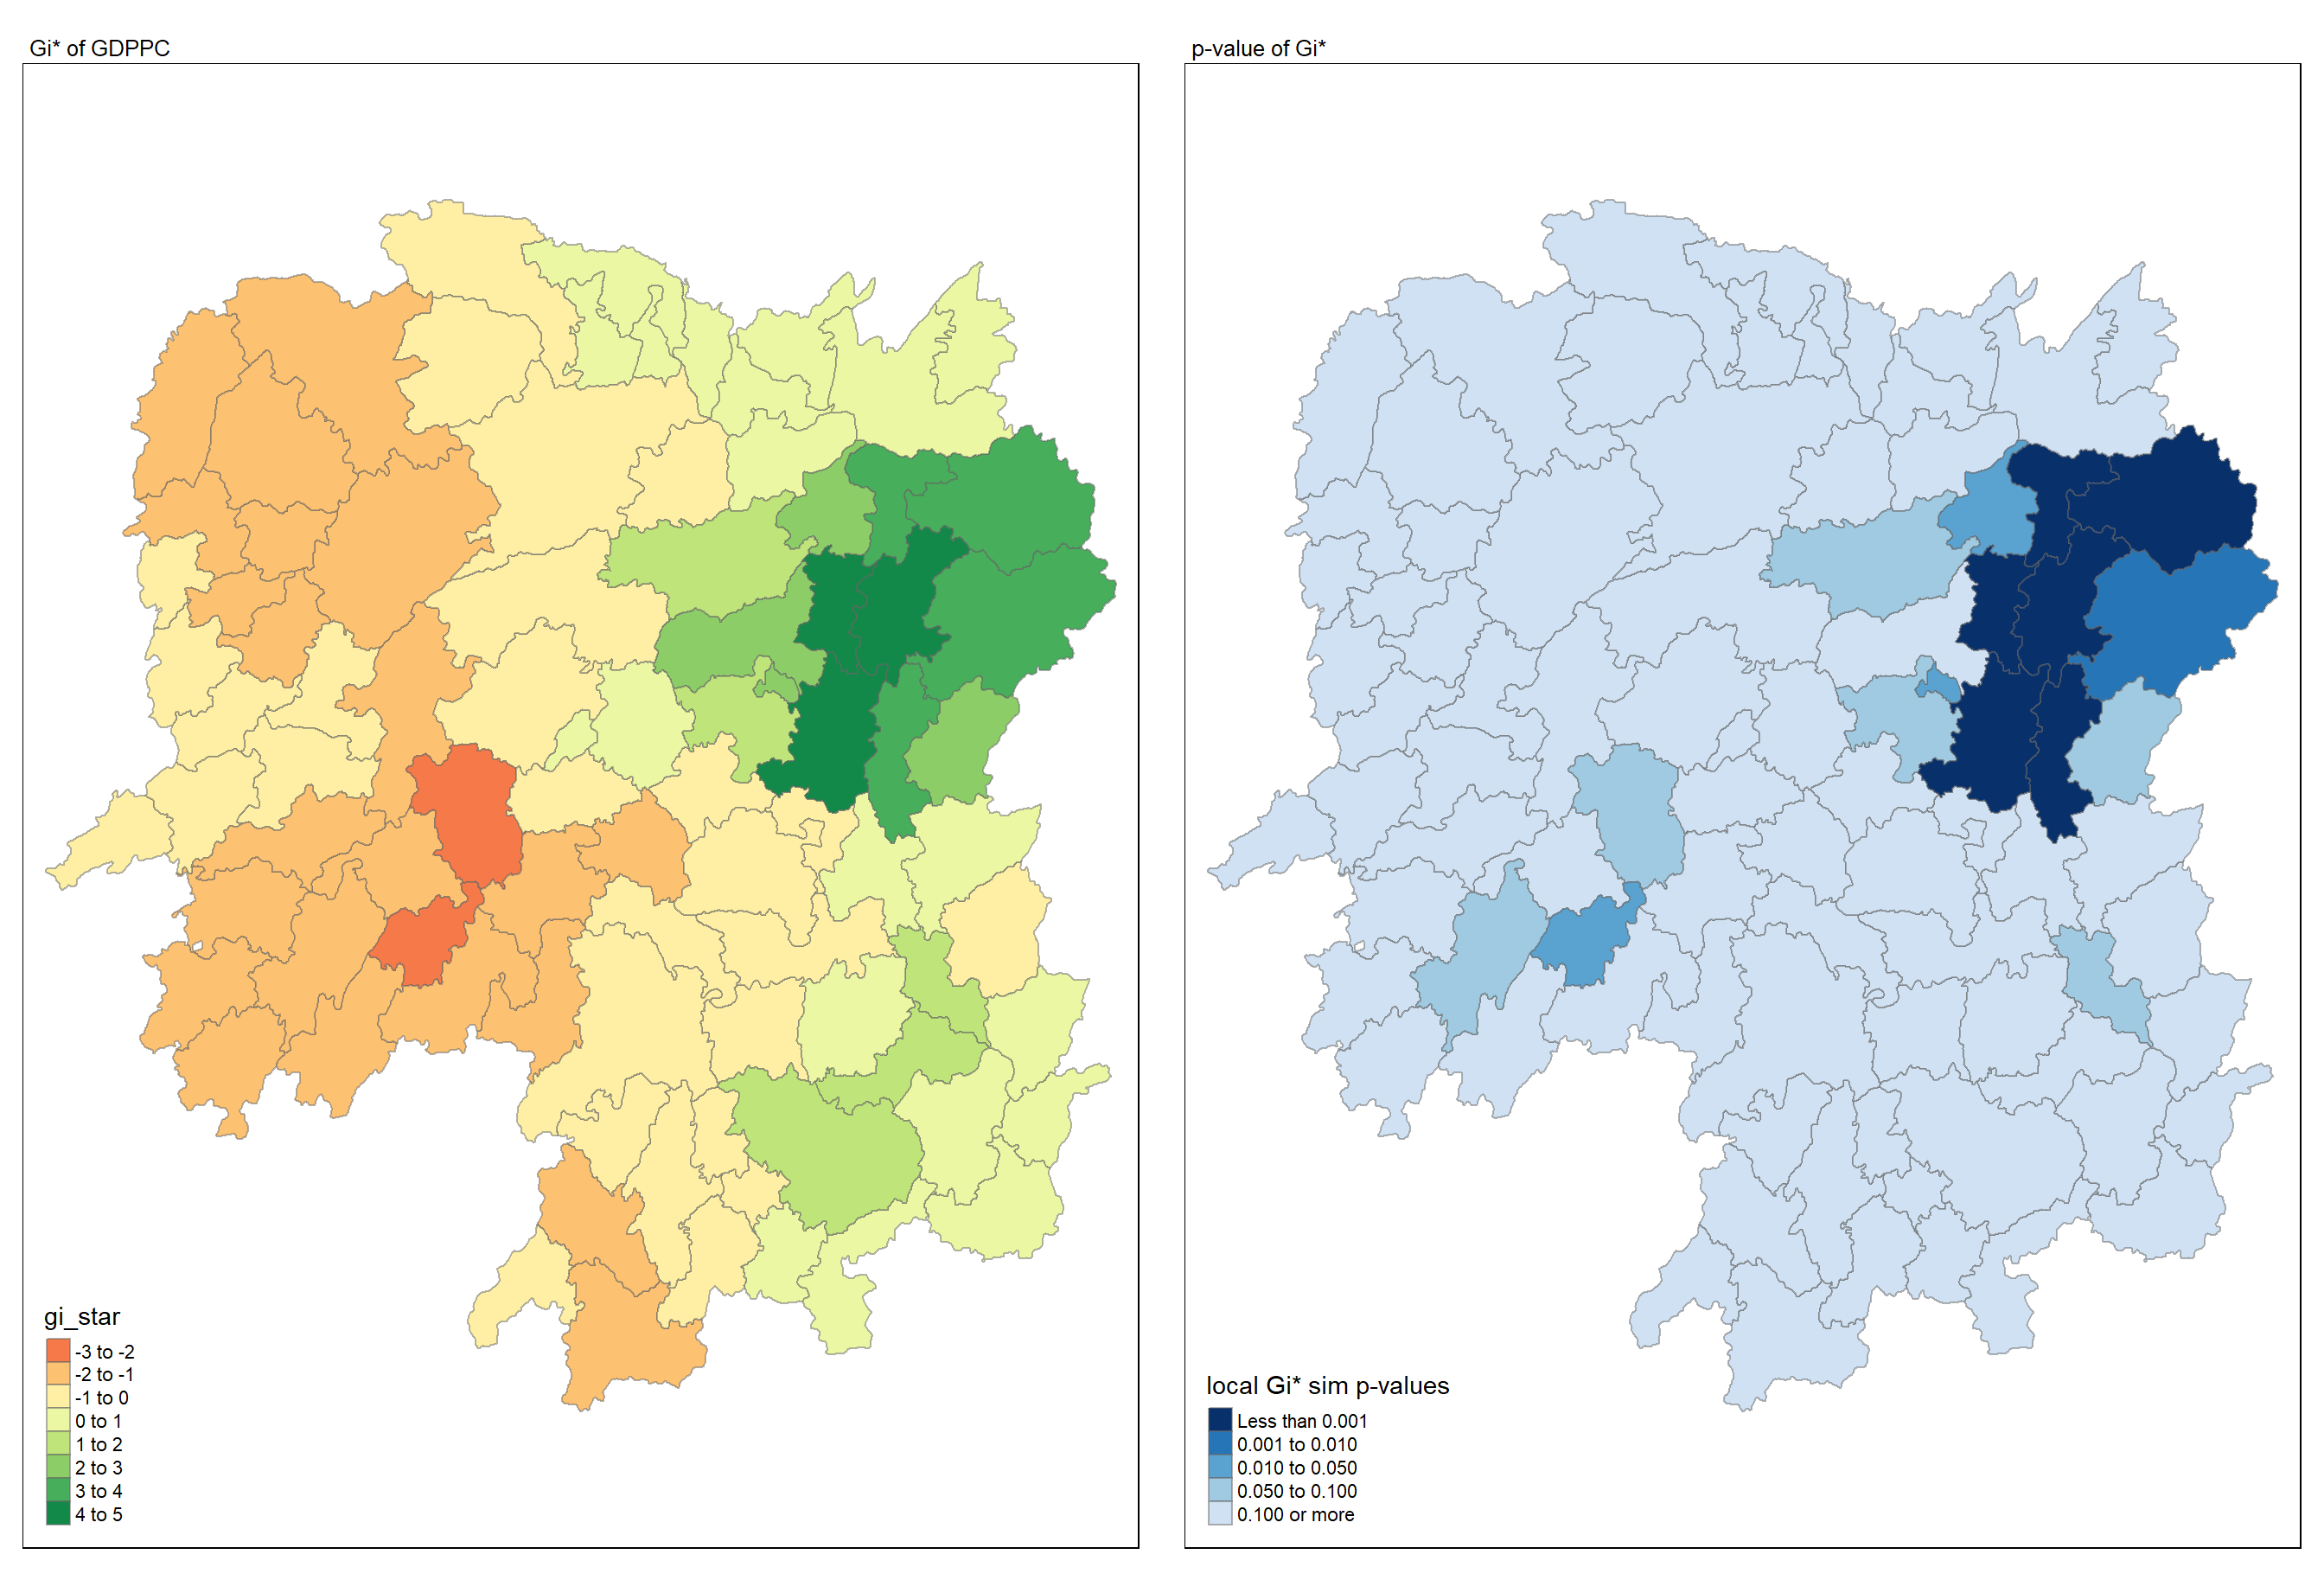 Gi* of GDPPC
gi_star
-3 to -2
-2 to -1
-1 to 0
0 to 1
1 to 2
2 to 3
3 to 4
4 to 5
p-value of Gi*
local Gi* sim p-values
Less than 0.001
0.001 to 0.010
0.010 to 0.050
0.050 to 0.100
0.100 or more